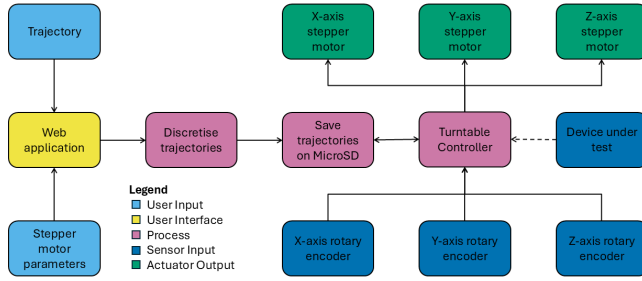 Trajectory
X-axis
stepper
motor
Y-axis
stepper
motor
Z-axis
stepper
motor
Web
application
Discretise
trajectories
Save
trajectories
on MicroSD
Turntable
Controller
Device under
test
Legend
User Input
User Interface
Process
Sensor Input
Actuator Output
Stepper
motor
parameters
X-axis rotary
encoder
Y-axis rotary
encoder
Z-axis rotary
encoder